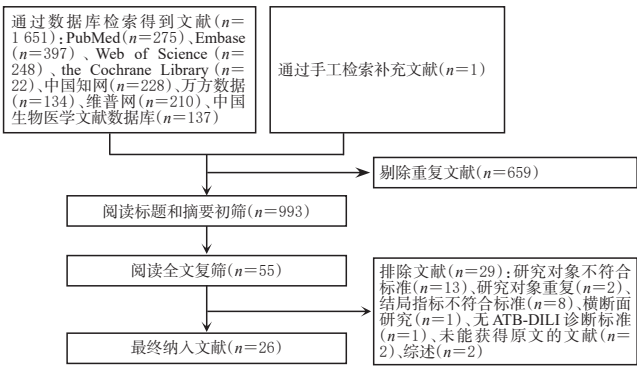 通过数据库检索得到文献(n=
1 651):PubMed(n=275)、Embase
(n=397)、Web of Science(n=
248)、the Cochrane Library(n=
22)、中国知网(n=228)、万方数据
(n=134)、维普网(n=210)、中国
生物医学文献数据库(n=137)
通过手工检索补充文献(n=1)
剔除重复文献(n=659)
阅读标题和摘要初筛(n=993)
阅读全文复筛(n=55)
排除文献(n=29):研究对象不符合
标准(n=13)、研究对象重复(n=2)、
结局指标不符合标准(n=8)、横断面
研究(n=1)、无 ATB-DILI 诊断标准
(n=1)、未能获得原文的文献(n=
2)、综述(n=2)
最终纳入文献(n=26)